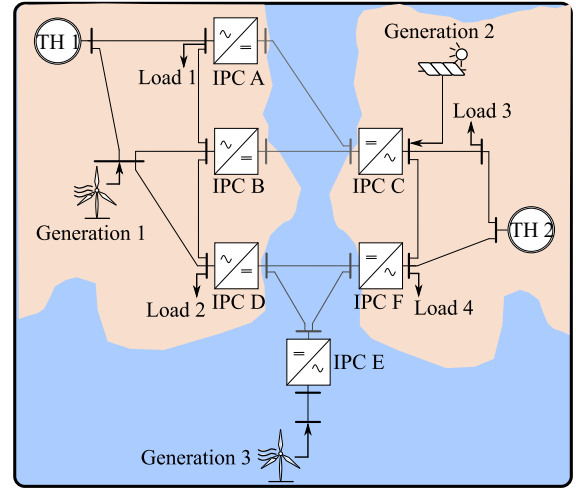 Generation 2
TH 1
Load 1
IPC A
Load 3
IPC B
IPC C
Generation 1
TH 2
Load 2
IPC D
IPC F
Load 4
IPC E
Generation 3